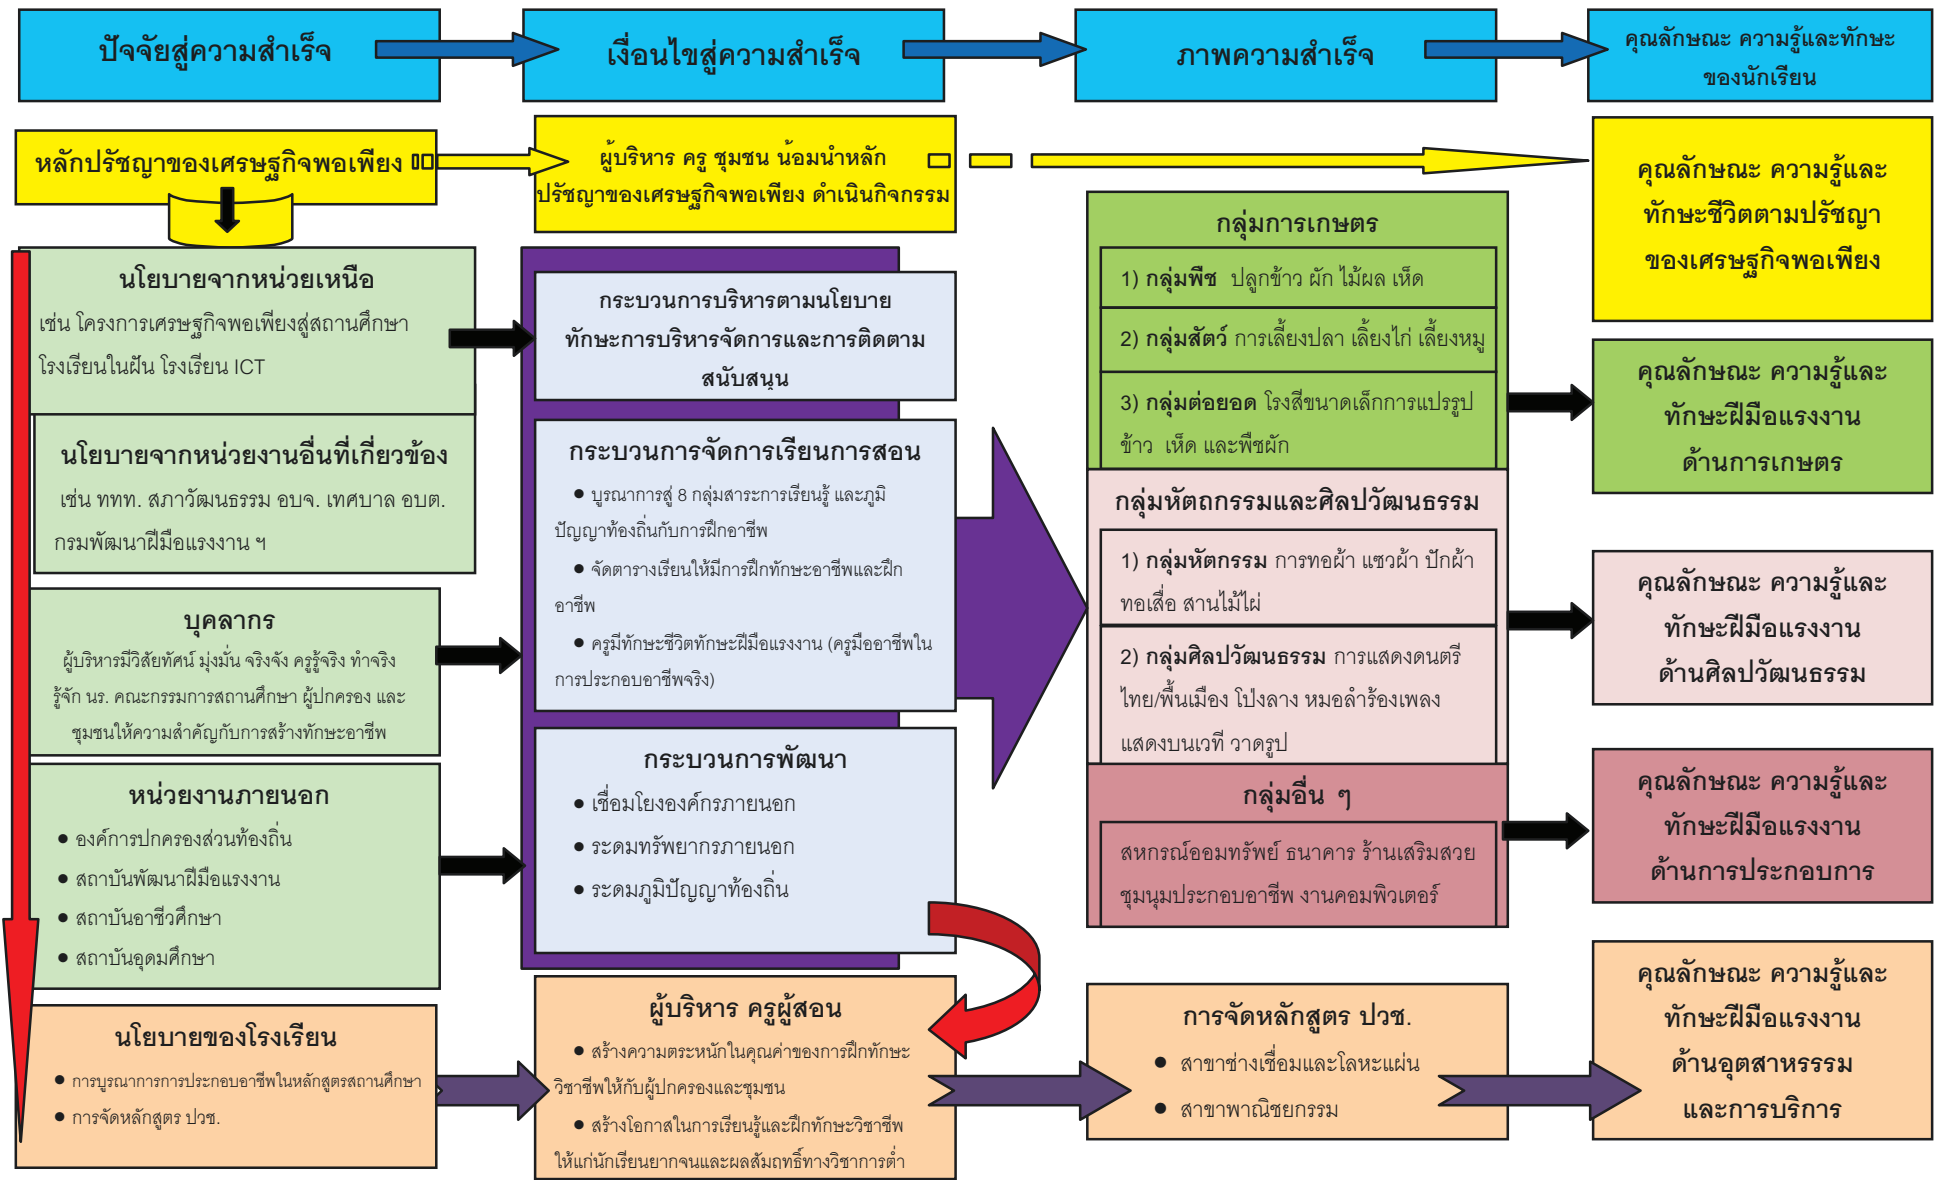 ปัจจัยสู่ความสำเร็จ
เงื่อนไขสู่ความสำเร็จ
ภาพความสำเร็จ
คุณลักษณะ ความรู้และทักษะ
ของนักเรียน
หลักปรัชญาของเศรษฐกิจพอเพียง
ผู้บริหาร ครู ชุมชน น้อมนำหลัก
ปรัชญาของเศรษฐกิจพอเพียง ดำเนินกิจกรรม
คุณลักษณะ ความรู้และ
ทักษะชีวิตตามปรัชญา
ของเศรษฐกิจพอเพียง
นโยบายจากหน่วยเหนือ
เช่น โครงการเศรษฐกิจพอเพียงสู่สถานศึกษา
โรงเรียนในฝัน โรงเรียน ICT
นโยบายจากหน่วยงานอื่นที่เกี่ยวข้อง
เช่น ททท. สภาวัฒนธรรม อบจ. เทศบาล อบต.
กรมพัฒนาฝีมือแรงงาน ฯ
บุคลากร
ผู้บริหารมีวิสัยทัศน์ มุ่งมั่น จริงจัง ครูรู้จริง ทำจริง
รู้จัก นร. คณะกรรมการสถานศึกษา ผู้ปกครอง และ
ชุมชนให้ความสำคัญกับการสร้างทักษะอาชีพ
หน่วยงานภายนอก
● องค์การปกครองส่วนท้องถิ่น
● สถาบันพัฒนาฝีมือแรงงาน
● สถาบันอาชีวศึกษา
● สถาบันอุดมศึกษา
นโยบายของโรงเรียน
● การบูรณาการการประกอบอาชีพในหลักสูตรสถานศึกษา
● การจัดหลักสูตร ปวช.
กระบวนการบริหารตามนโยบาย
ทักษะการบริหารจัดการและการติดตาม
สนับสนุน
กระบวนการจัดการเรียนการสอน
● บูรณาการสู่ 8 กลุ่มสาระการเรียนรู้ และภูมิ
ปัญญาท้องถิ่นกับการฝึกอาชีพ
● จัดตารางเรียนให้มีการฝึกทักษะอาชีพและฝึก
อาชีพ
● ครูมีทักษะชีวิตทักษะฝีมือแรงงาน (ครูมืออาชีพใน
การประกอบอาชีพจริง)
กระบวนการพัฒนา
● เชื่อมโยงองค์กรภายนอก
● ระดมทรัพยากรภายนอก
● ระดมภูมิปัญญาท้องถิ่น
ผู้บริหาร ครูผู้สอน
● สร้างความตระหนักในคุณค่าของการฝึกทักษะ
วิชาชีพให้กับผู้ปกครองและชุมชน
● สร้างโอกาสในการเรียนรู้และฝึกทักษะวิชาชีพ
ให้แก่นักเรียนยากจนและผลสัมฤทธิ์ทางวิชาการต่ำ
กลุ่มการเกษตร
1) กลุ่มพืช ปลูกข้าว ผัก ไม้ผล เห็ด
2) กลุ่มสัตว์ การเลี้ยงปลา เลี้ยงไก่ เลี้ยงหมู
3) กลุ่มต่อยอด โรงสีขนาดเล็กการแปรรูป
ข้าว เห็ด และพืชผัก
กลุ่มหัตถกรรมและศิลปวัฒนธรรม
1) กลุ่มหัตกรรม การทอผ้า แซวผ้า ปักผ้า
ทอเสื่อ สานไม้ไผ่
2) กลุ่มศิลปวัฒนธรรม การแสดงดนตรี
ไทย/พื้นเมือง โปงลาง หมอลำร้องเพลง
แสดงบนเวที วาดรูป
กลุ่มอื่น ๆ
สหกรณ์ออมทรัพย์ ธนาคาร ร้านเสริมสวย
ชุมนุมประกอบอาชีพ งานคอมพิวเตอร์
การจัดหลักสูตร ปวช.
● สาขาช่างเชื่อมและโลหะแผ่น
● สาขาพาณิชยกรรม
คุณลักษณะ ความรู้และ
ทักษะฝีมือแรงงาน
ด้านการเกษตร
คุณลักษณะ ความรู้และ
ทักษะฝีมือแรงงาน
ด้านศิลปวัฒนธรรม
คุณลักษณะ ความรู้และ
ทักษะฝีมือแรงงาน
ด้านการประกอบการ
คุณลักษณะ ความรู้และ
ทักษะฝีมือแรงงาน
ด้านอุตสาหรรรม
และการบริการ